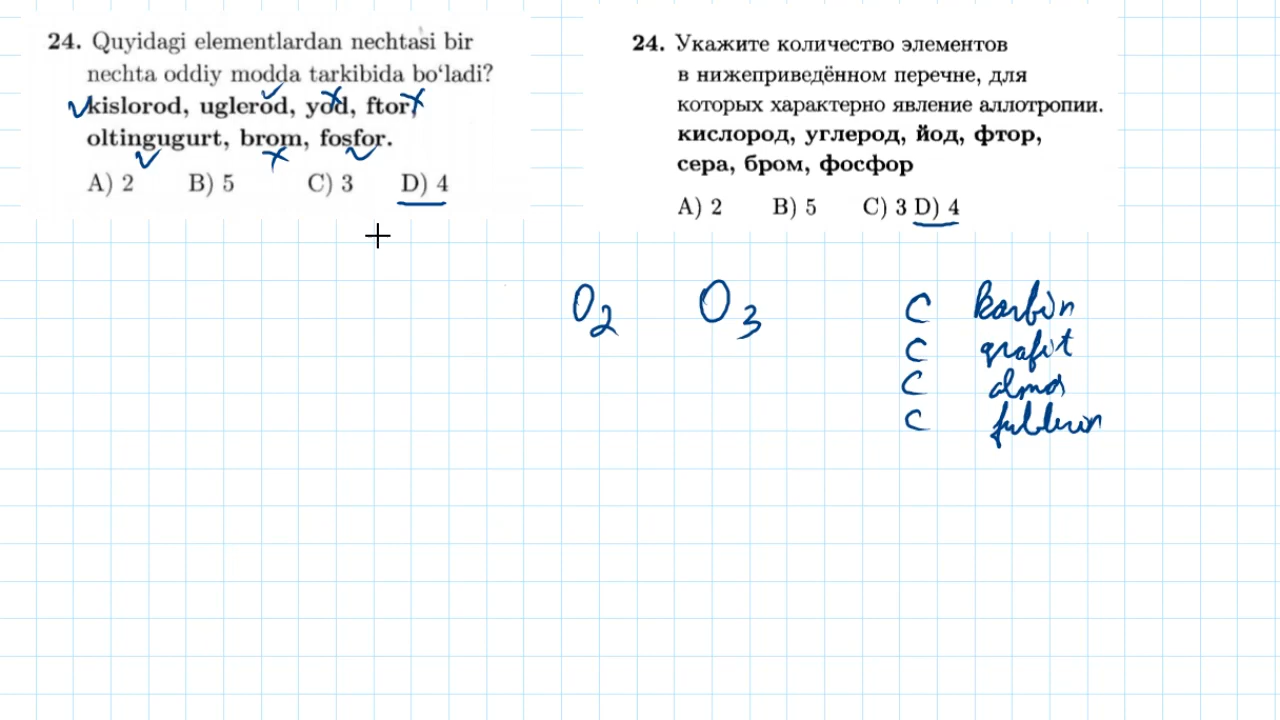 24. Quyidagi elementlardan nechtasi bir
nechta oddiy modda tarkibida bo‘ladi?
kislorod, uglerod, yod, ftor,
oltingugurt, brom, fosfor.
A) 2 B) 5 C) 3 D) 4
24. Укажите количество элементов
в нижеприведённом перечне, для
которых характерно явление аллотропии.
кислород, углерод, йод, фтор,
сера, бром, фосфор
A) 2 B) 5 C) 3 D) 4
O2 O3
C karbin
C grafit
C almos
C fulleren